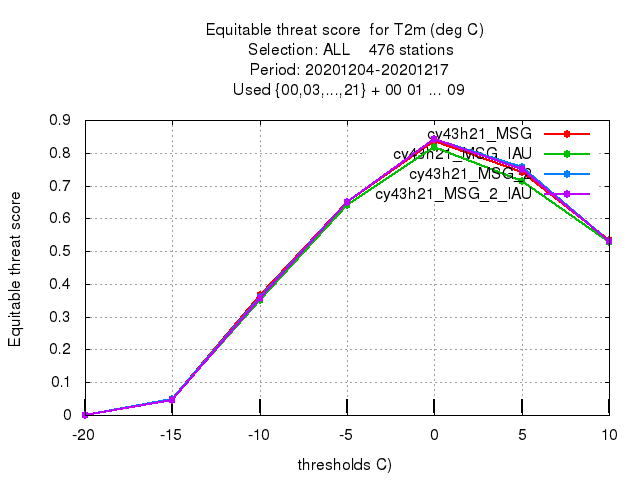 Equitable threat score  for T2m (deg C)
Selection: ALL    476 stations
Period: 20201204-20201217
Used {00,03,...,21} + 00 01 ... 09
Equitable threat score
0.9
0.8
0.7
0.6
0.5
0.4
0.3
0.2
0.1
0
cy43h21_MSG
cy43h21_MSG_IAU
cy43h21_MSG_2
cy43h21_MSG_2_IAU
-20 -15 -10 -5 0 5 10
thresholds C)